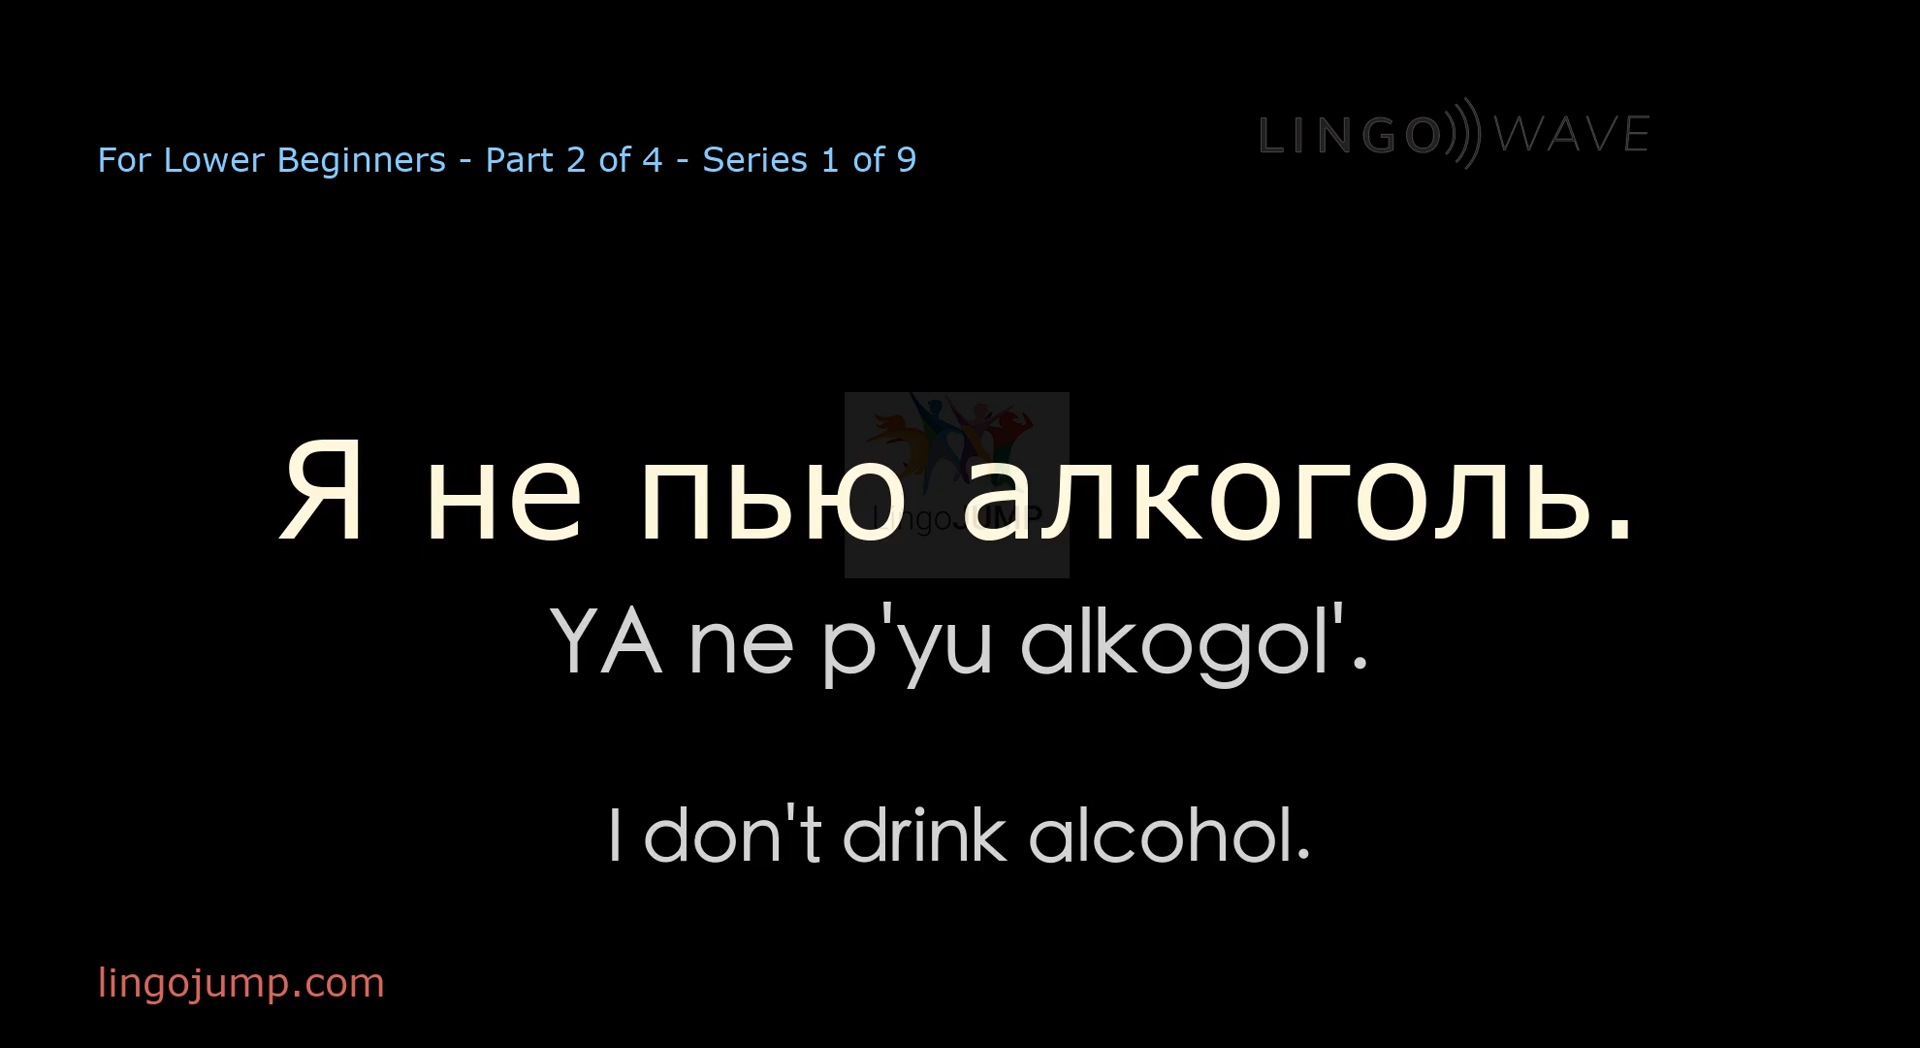 LINGO WAVE
For Lower Beginners - Part 2 of 4 - Series 1 of 9
Я не пью алкоголь.
LingoJUMP
YA ne p'yu alkogol'.
I don't drink alcohol.
lingojump.com